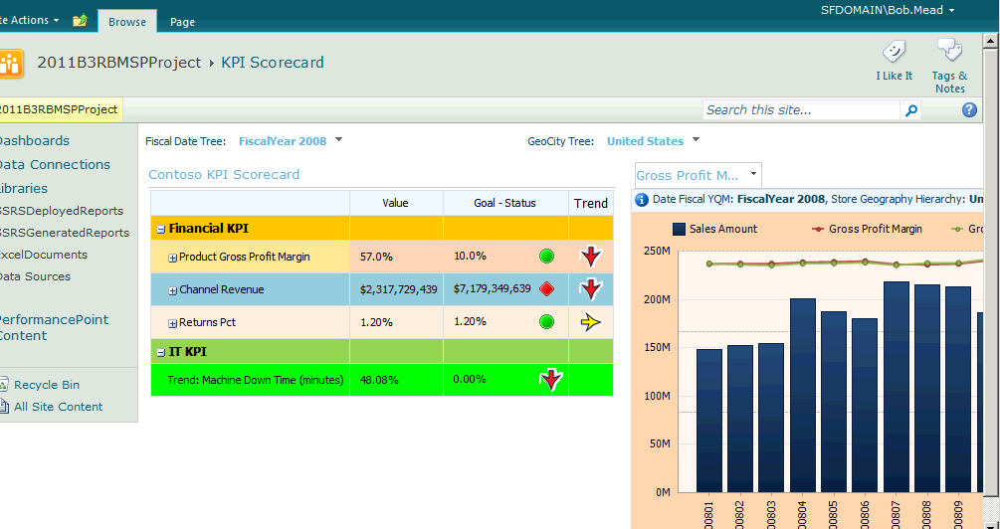 te Actions
Browse
Page
SFDOMAIN\Bob.Mead
2011B3RBMSPProject
KPI Scorecard
I Like It
Tags &
Notes
2011B3RBMSPProject
Search this site...
Dashboards
Data Connections
Libraries
SSRSDeployedReports
SSRSGeneratedReports
ExcelDocuments
Data Sources
PerformancePoint
Content
Recycle Bin
All Site Content
Fiscal Date Tree: FiscalYear 2008
GeoCity Tree: United States
Contoso KPI Scorecard
Value Goal - Status Trend
Financial KPI
Product Gross Profit Margin 57.0% 10.0%
Channel Revenue $2,317,729,439 $7,179,349,639
Returns Pct 1.20% 1.20%
IT KPI
Trend: Machine Down Time (minutes) 48.08% 0.00%
Gross Profit M...
Date Fiscal YQM: FiscalYear 2008, Store Geography Hierarchy: Un
Sales Amount Gross Profit Margin Gro
250M
200M
150M
100M
50M
0M
00801
00802
00803
00804
00805
00806
00807
00808
00809